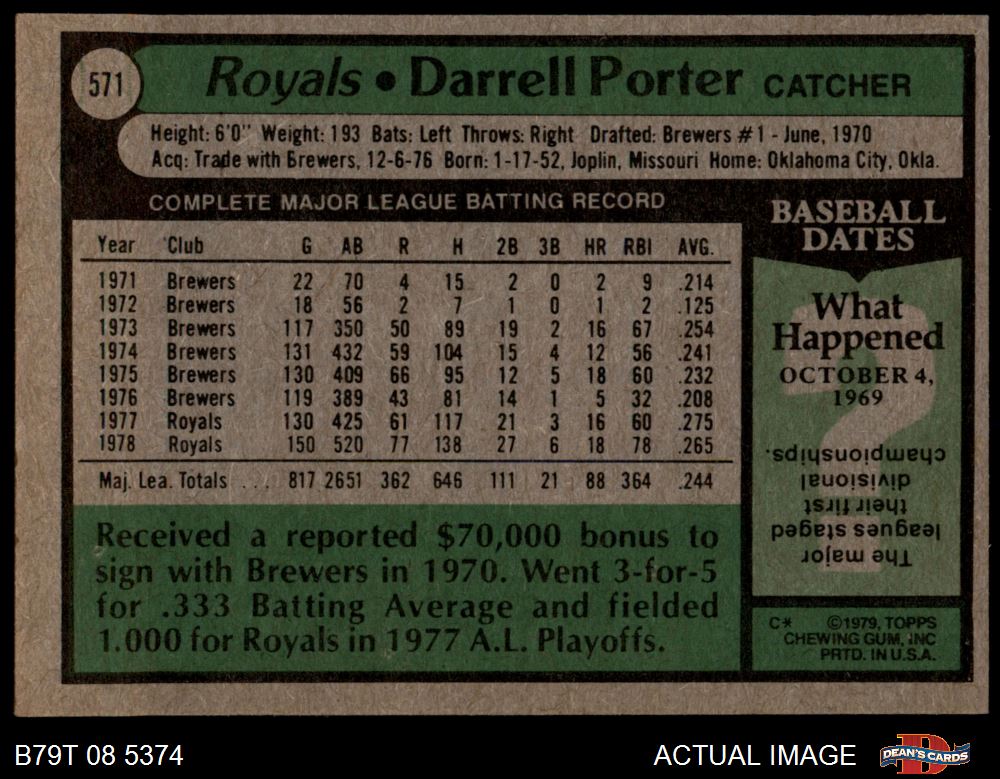 571
Royals • Darrell Porter CATCHER
Height: 6'0" Weight: 193 Bats: Left Throws: Right Drafted: Brewers #1 - June, 1970
Acq: Trade with Brewers, 12-6-76 Born: 1-17-52, Joplin, Missouri Home: Oklahoma City, Okla.
COMPLETE MAJOR LEAGUE BATTING RECORD
Year Club G AB R H 2B 3B HR RBI AVG.
1971 Brewers 22 70 4 15 2 0 2 9 .214
1972 Brewers 18 56 2 7 1 0 1 2 .125
1973 Brewers 117 350 50 89 19 2 16 67 .254
1974 Brewers 131 432 59 104 15 4 12 56 .241
1975 Brewers 130 409 66 95 12 5 18 60 .232
1976 Brewers 119 389 43 81 14 1 5 32 .208
1977 Royals 130 425 61 117 21 3 16 60 .275
1978 Royals 150 520 77 138 27 6 18 78 .265
Maj. Lea. Totals ... 817 2651 362 646 111 21 88 364 .244
Received a reported $70,000 bonus to
sign with Brewers in 1970. Went 3-for-5
for .333 Batting Average and fielded
1.000 for Royals in 1977 A.L. Playoffs.
BASEBALL
DATES
What
Happened
OCTOBER 4,
1969
The major
leagues staged
their first
divisional
championships.
C* ©1979, TOPPS
CHEWING GUM, INC
PRTD. IN U.S.A.
B79T 08 5374
ACTUAL IMAGE
DEAN'S CARDS